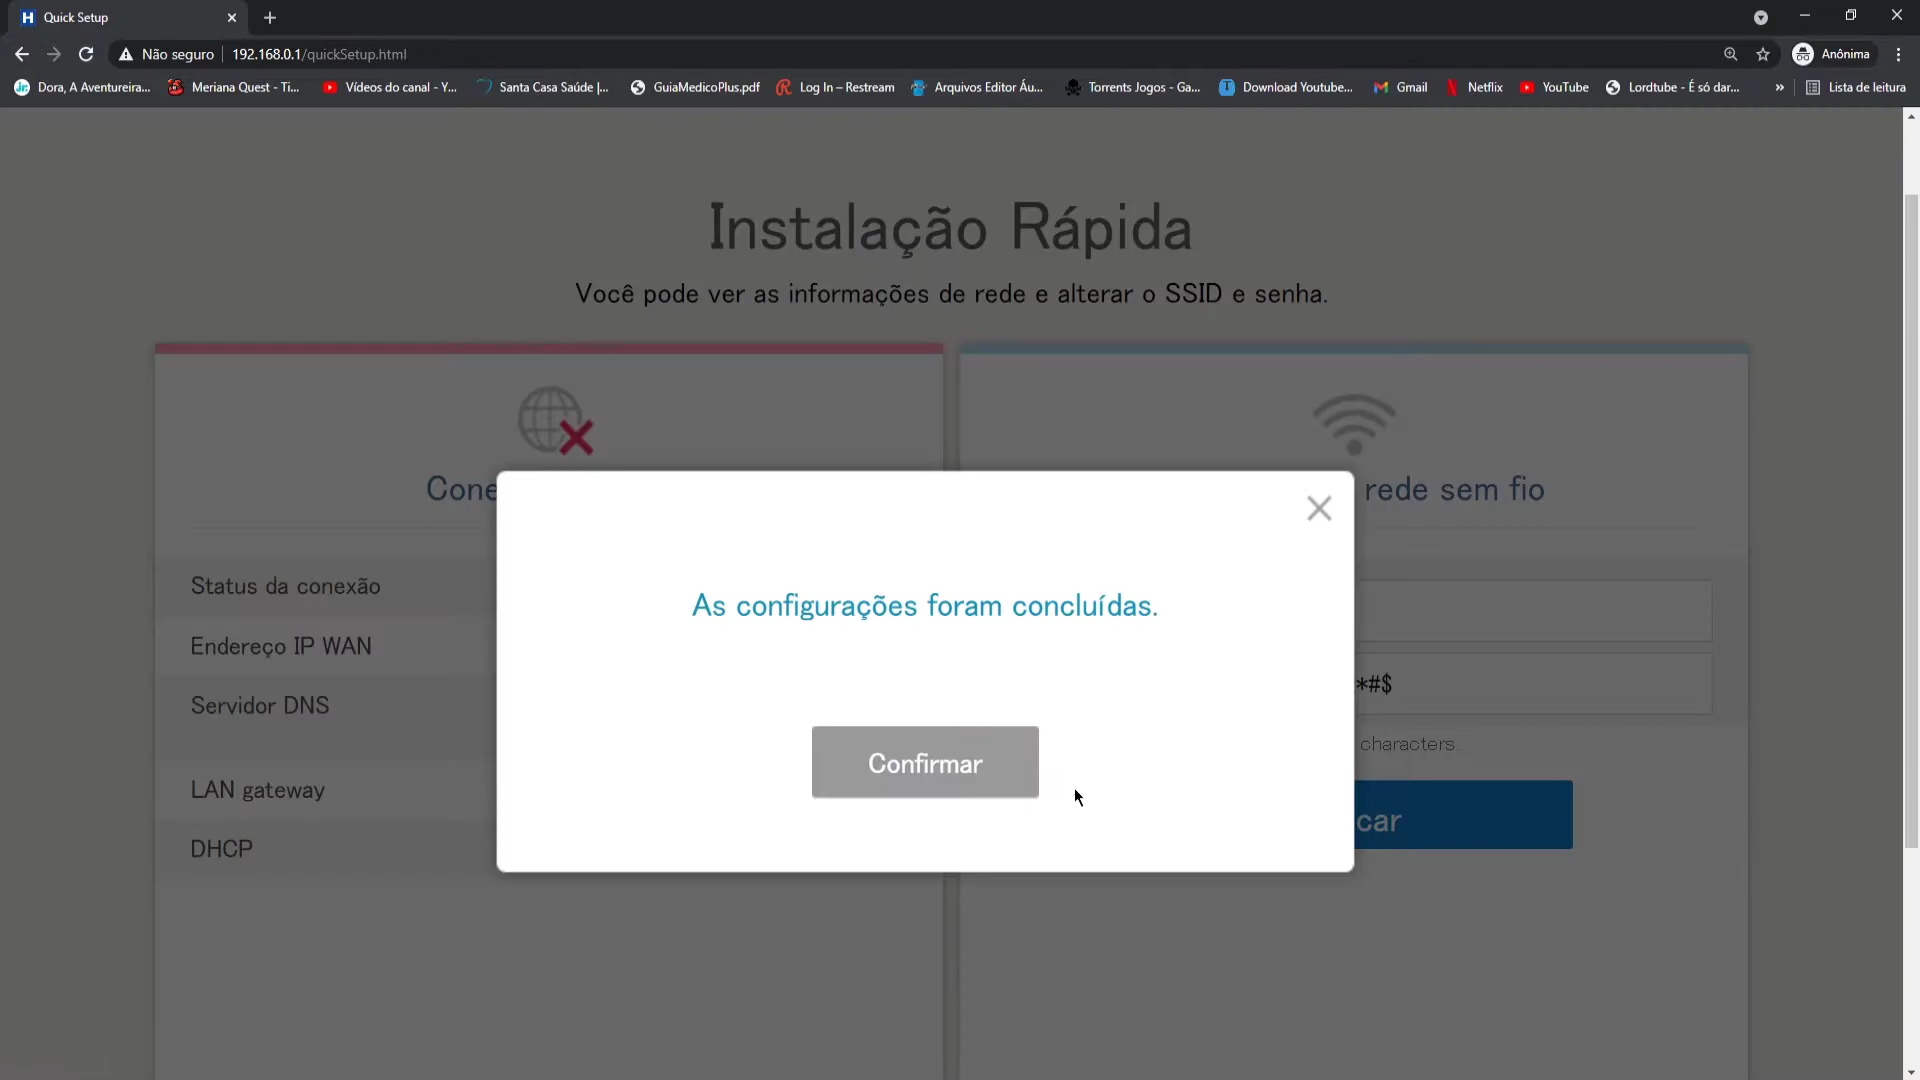 Quick Setup
Não seguro 192.168.0.1/quickSetup.html Anônima
Dora, A Aventureira... Meriana Quest - Ti... Vídeos do canal - Y... Santa Casa Saúde |... GuiaMedicoPlus.pdf Log In – Restream Arquivos Editor Áu... Torrents Jogos - Ga... Download Youtube... Gmail Netflix YouTube Lordtube - É só dar... » Lista de leitura
Instalação Rápida
Você pode ver as informações de rede e alterar o SSID e senha.
Cone
rede sem fio
Status da conexão
Endereço IP WAN
Servidor DNS
LAN gateway
DHCP
As configurações foram concluídas.
Confirmar
*#$
characters.
car